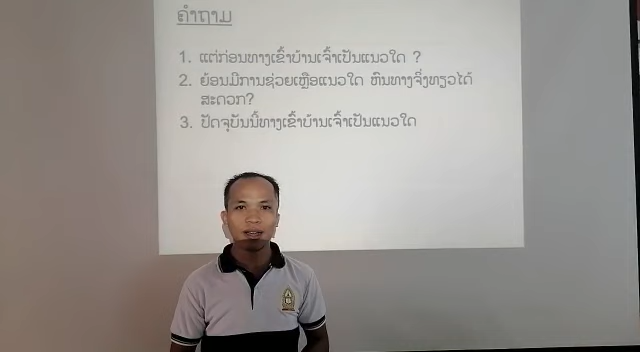 ຄຳຖາມ
1. ແຕ່ກ່ອນທາງເຂົ້າບ້ານເຈົ້າເປັນແນວໃດ ?
2. ຍ້ອນມີການຊ່ວຍເຫຼືອແນວໃດ ຫົນທາງຈິ່ງທຽວໄດ້
ສະດວກ?
3. ປັດຈຸບັນນີ້ທາງເຂົ້າບ້ານເຈົ້າເປັນແນວໃດ